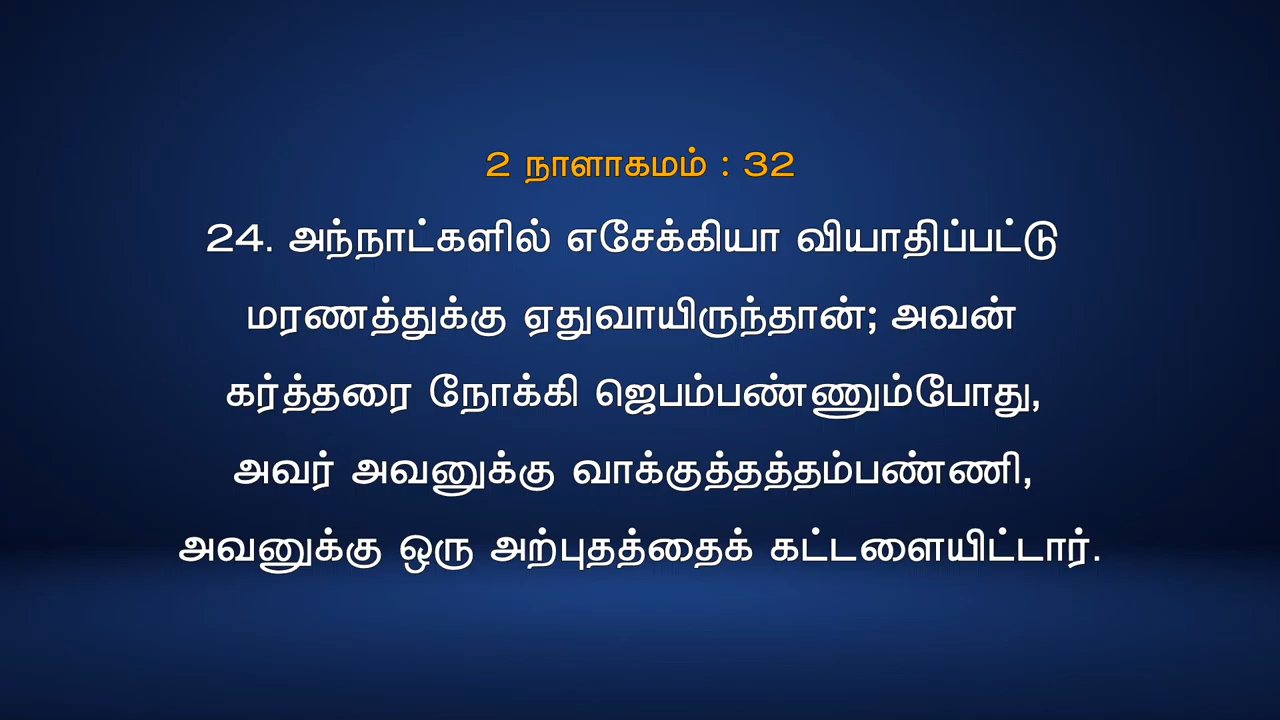 2 நாளாகமம் : 32
24. அந்நாட்களில் எசேக்கியா வியாதிப்பட்டு
மரணத்துக்கு ஏதுவாயிருந்தான்; அவன்
கர்த்தரை நோக்கி ஜெபம்பண்ணும்போது,
அவர் அவனுக்கு வாக்குத்தத்தம்பண்ணி,
அவனுக்கு ஒரு அற்புதத்தைக் கட்டளையிட்டார்.